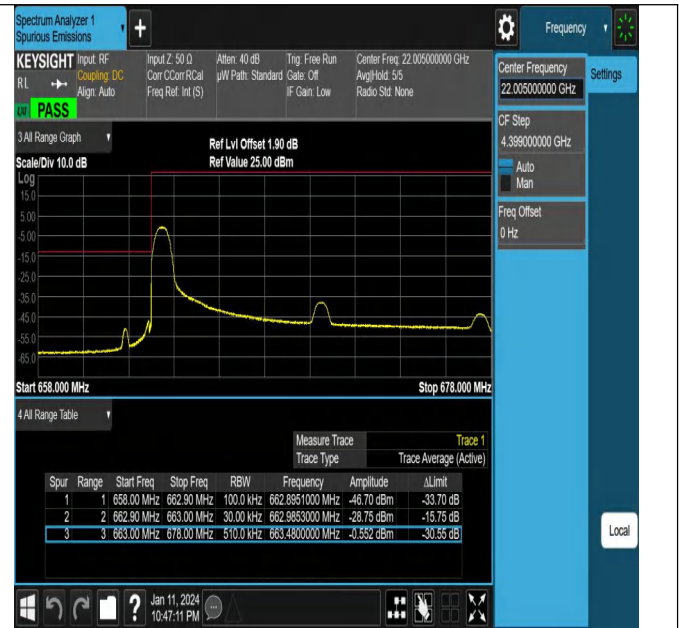 Spectrum Analyzer 1
Spurious Emissions
+
Frequency
KEYSIGHT Input: RF Input Z: 50 Ω Atten: 40 dB Trig: Free Run Center Freq: 22.005000000 GHz
RL Coupling: DC Corr CCorr RCal µW Path: Standard Gate: Off Avg|Hold: 5/5
Align: Auto Freq Ref: Int (S) IF Gain: Low Radio Std: None
PASS
Center Frequency
22.005000000 GHz
Settings
CF Step
4.399000000 GHz
Auto
Man
Freq Offset
0 Hz
3 All Range Graph
Ref Lvl Offset 1.90 dB
Scale/Div 10.0 dB Ref Value 25.00 dBm
Log
15.0
5.00
-5.00
-15.0
-25.0
-35.0
-45.0
-55.0
-65.0
Start 658.000 MHz Stop 678.000 MHz
4 All Range Table
Measure Trace Trace 1
Trace Type Trace Average (Active)
Spur Range Start Freq Stop Freq RBW Frequency Amplitude ΔLimit
1 1 658.00 MHz 662.90 MHz 100.0 kHz 662.8951000 MHz -46.70 dBm -33.70 dB
2 2 662.90 MHz 663.00 MHz 30.00 kHz 662.9853000 MHz -28.75 dBm -15.75 dB
3 3 663.00 MHz 678.00 MHz 510.0 kHz 663.4800000 MHz -0.552 dBm -30.55 dB
Local
? Jan 11, 2024
10:47:11 PM